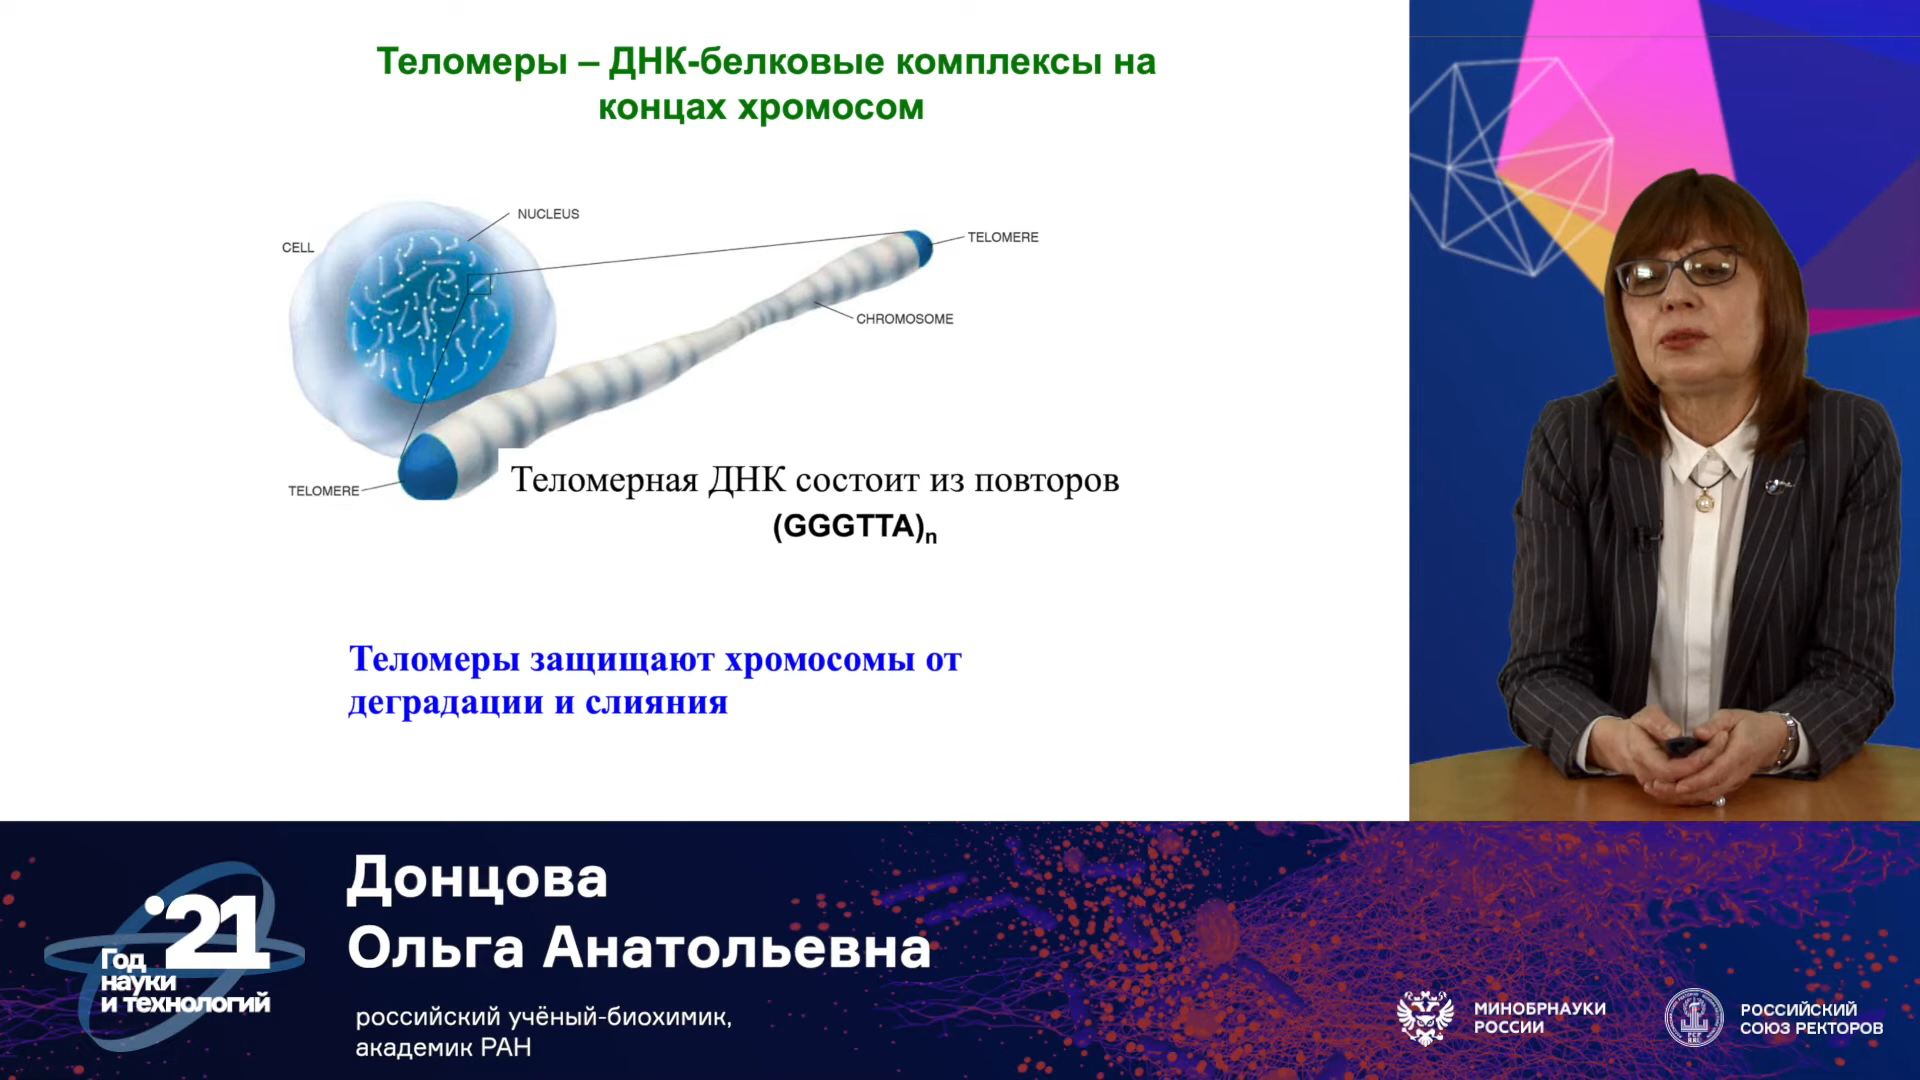 Теломеры – ДНК-белковые комплексы на
концах хромосом
NUCLEUS
CELL
TELOMERE
CHROMOSOME
TELOMERE
Теломерная ДНК состоит из повторов
(GGGTTA)n
Теломеры защищают хромосомы от
деградации и слияния
21
Год
науки
и технологий
Донцова
Ольга Анатольевна
российский учёный-биохимик,
академик РАН
МИНОБРНАУКИ
РОССИИ
РОССИЙСКИЙ
СОЮЗ РЕКТОРОВ